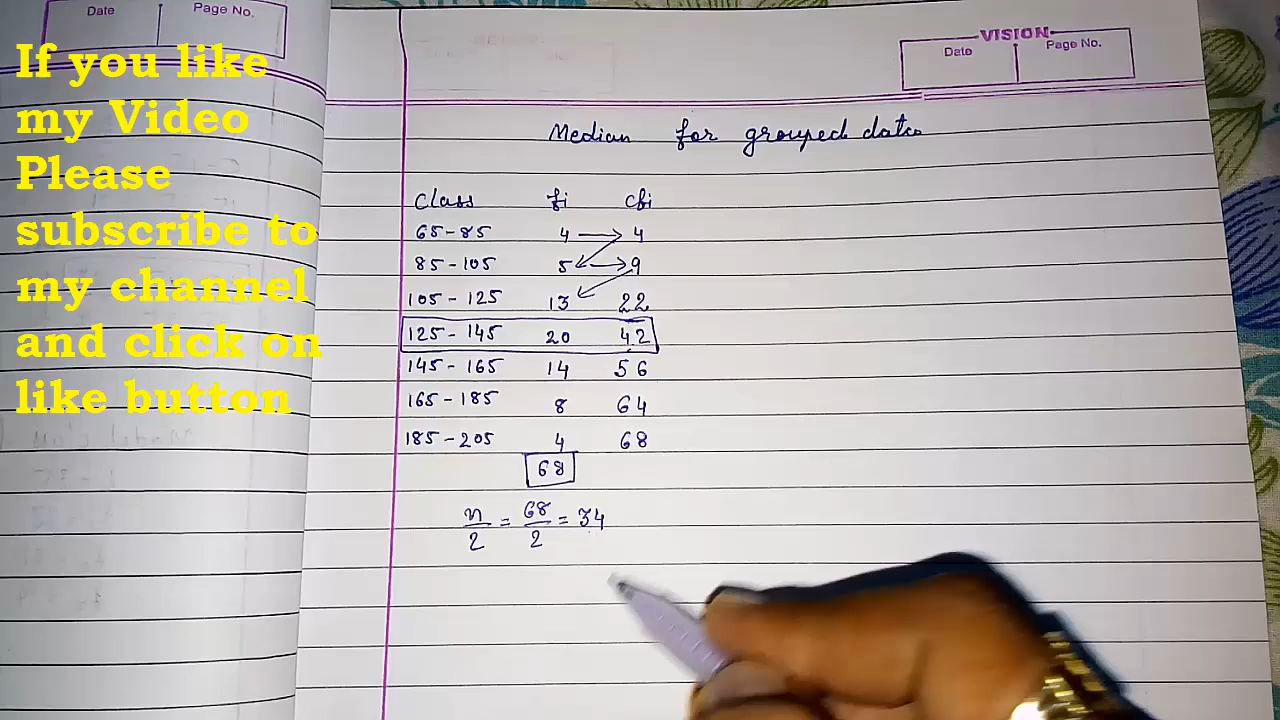 Date Page No.
If you like
my Video
Please
subscribe to
my channel
and click on
like button
VISION
Date Page No.
Median for grouped data
Class fi cfi
65-85 4 4
85-105 5 9
105-125 13 22
125-145 20 42
145-165 14 56
165-185 8 64
185-205 4 68
68
n/2 = 68/2 = 34